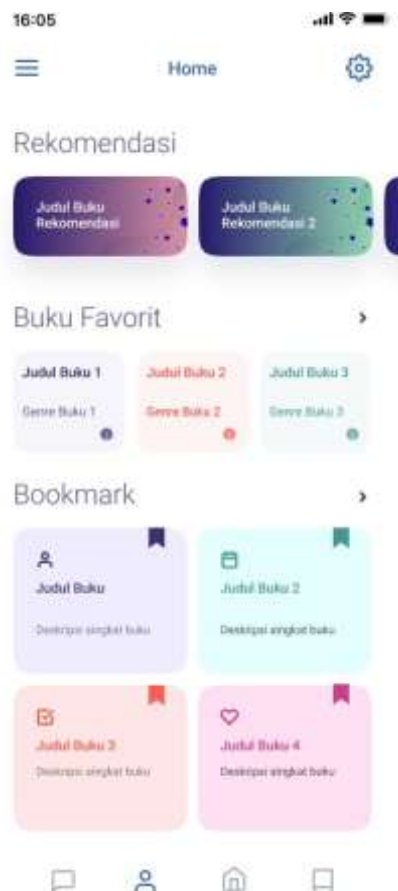 16:05
Home
Rekomendasi
Judul Buku
Rekomendasi
Judul Buku
Rekomendasi 2
Buku Favorit
Judul Buku 1
Genre Buku 1
Judul Buku 2
Genre Buku 2
Judul Buku 3
Genre Buku 3
Bookmark
Judul Buku
Deskripsi singkat buku
Judul Buku 2
Deskripsi singkat buku
Judul Buku 3
Deskripsi singkat buku
Judul Buku 4
Deskripsi singkat buku